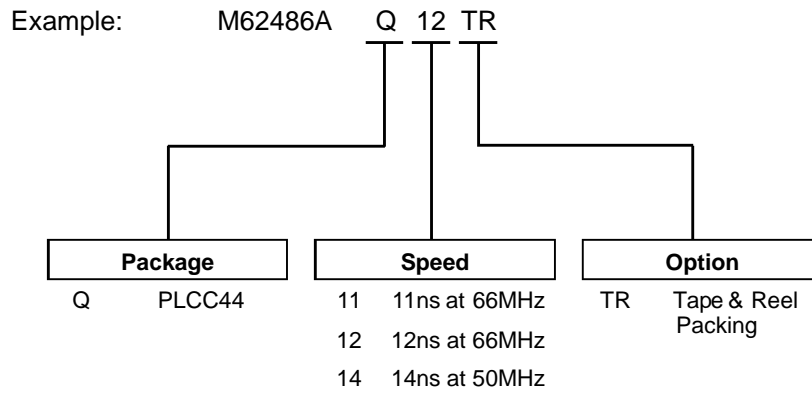 Example: M62486A Q 12 TR
Package
Q PLCC44
Speed
11 11ns at 66MHz
12 12ns at 66MHz
14 14ns at 50MHz
Option
TR Tape & Reel
Packing